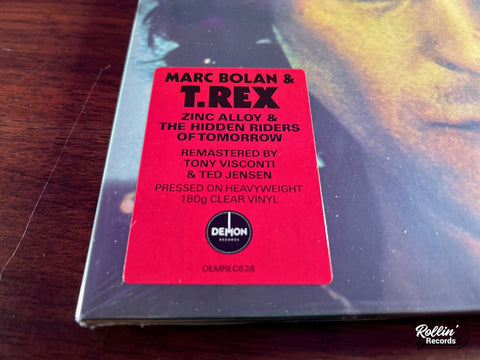 MARC BOLAN &
T.REX
ZINC ALLOY &
THE HIDDEN RIDERS
OF TOMORROW
REMASTERED BY
TONY VISCONTI
& TED JENSEN
PRESSED ON HEAVYWEIGHT
180g CLEAR VINYL
DEMON
RECORDS
DEMREC638
Rollin'
Records